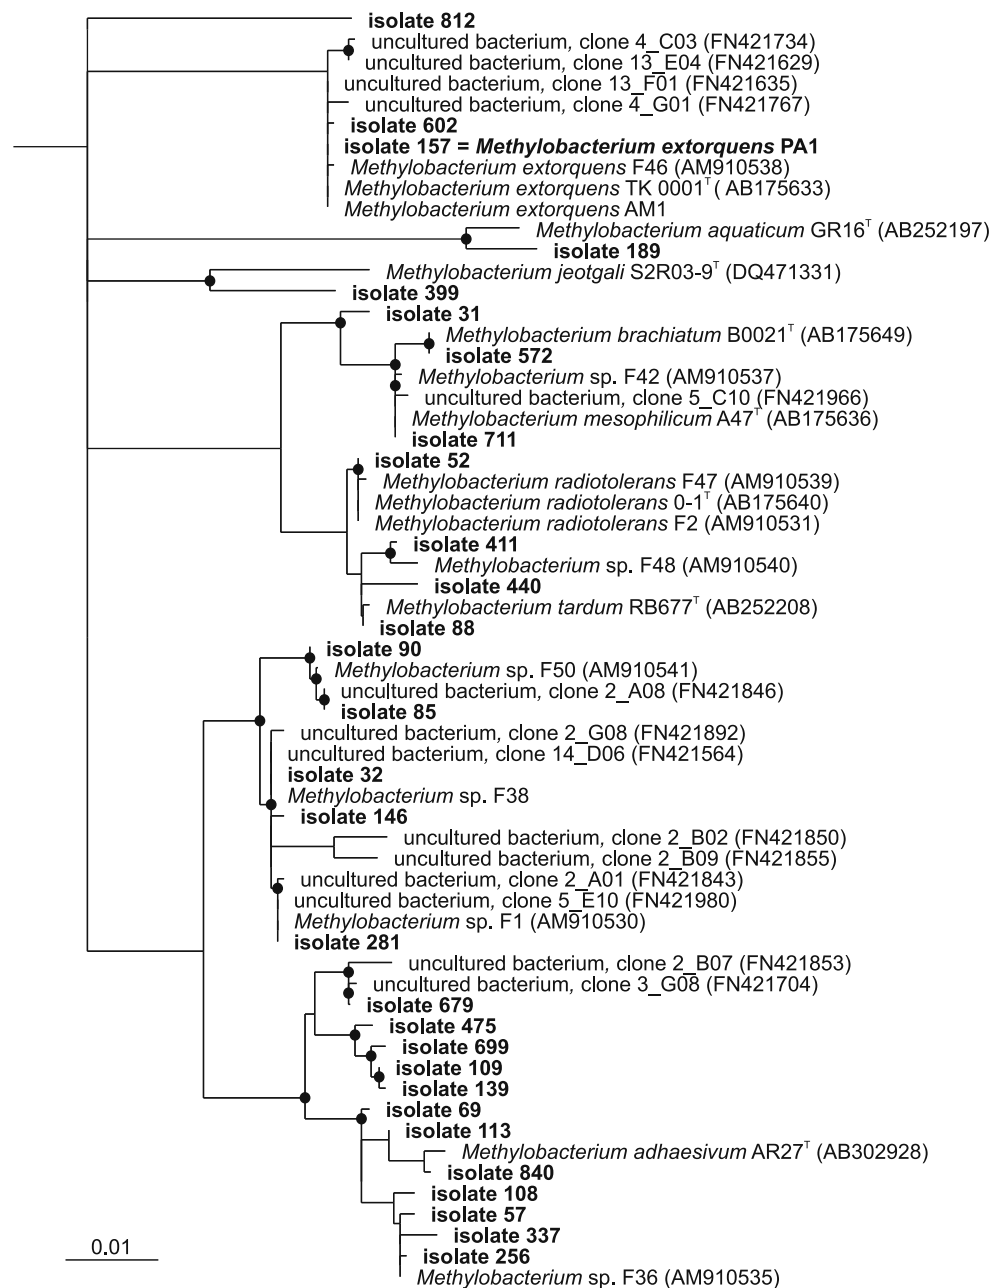 isolate 812
uncultured bacterium, clone 4_C03 (FN421734)
uncultured bacterium, clone 13_E04 (FN421629)
uncultured bacterium, clone 13_F01 (FN421635)
uncultured bacterium, clone 4_G01 (FN421767)
isolate 602
isolate 157 = Methylobacterium extorquens PA1
Methylobacterium extorquens F46 (AM910538)
Methylobacterium extorquens TK 0001ᵀ ( AB175633)
Methylobacterium extorquens AM1
Methylobacterium aquaticum GR16ᵀ (AB252197)
isolate 189
Methylobacterium jeotgali S2R03-9ᵀ (DQ471331)
isolate 399
isolate 31
Methylobacterium brachiatum B0021ᵀ (AB175649)
isolate 572
Methylobacterium sp. F42 (AM910537)
uncultured bacterium, clone 5_C10 (FN421966)
Methylobacterium mesophilicum A47ᵀ (AB175636)
isolate 711
isolate 52
Methylobacterium radiotolerans F47 (AM910539)
Methylobacterium radiotolerans 0-1ᵀ (AB175640)
Methylobacterium radiotolerans F2 (AM910531)
isolate 411
Methylobacterium sp. F48 (AM910540)
isolate 440
Methylobacterium tardum RB677ᵀ (AB252208)
isolate 88
isolate 90
Methylobacterium sp. F50 (AM910541)
uncultured bacterium, clone 2_A08 (FN421846)
isolate 85
uncultured bacterium, clone 2_G08 (FN421892)
uncultured bacterium, clone 14_D06 (FN421564)
isolate 32
Methylobacterium sp. F38
isolate 146
uncultured bacterium, clone 2_B02 (FN421850)
uncultured bacterium, clone 2_B09 (FN421855)
uncultured bacterium, clone 2_A01 (FN421843)
uncultured bacterium, clone 5_E10 (FN421980)
Methylobacterium sp. F1 (AM910530)
isolate 281
uncultured bacterium, clone 2_B07 (FN421853)
uncultured bacterium, clone 3_G08 (FN421704)
isolate 679
isolate 475
isolate 699
isolate 109
isolate 139
isolate 69
isolate 113
Methylobacterium adhaesivum AR27ᵀ (AB302928)
isolate 840
isolate 108
isolate 57
isolate 337
isolate 256
Methylobacterium sp. F36 (AM910535)
0.01